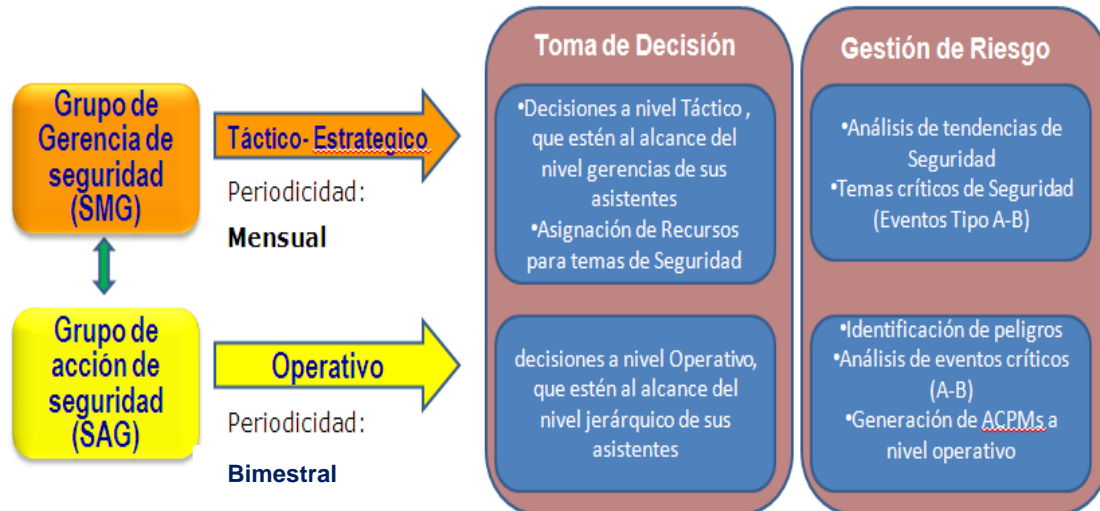 Grupo de
Gerencia de
seguridad
(SMG)
Táctico- Estrategico
Periodicidad:
Mensual
Grupo de
acción de
seguridad
(SAG)
Operativo
Periodicidad:
Bimestral
Toma de Decisión
•Decisiones a nivel Táctico ,
que estén al alcance del
nivel gerencias de sus
asistentes
•Asignación de Recursos
para temas de Seguridad
decisiones a nivel Operativo,
que estén al alcance del
nivel jerárquico de sus
asistentes
Gestión de Riesgo
•Análisis de tendencias de
Seguridad
•Temas críticos de Seguridad
(Eventos Tipo A-B)
•Identificación de peligros
•Análisis de eventos críticos
(A-B)
•Generación de ACPMs a
nivel operativo